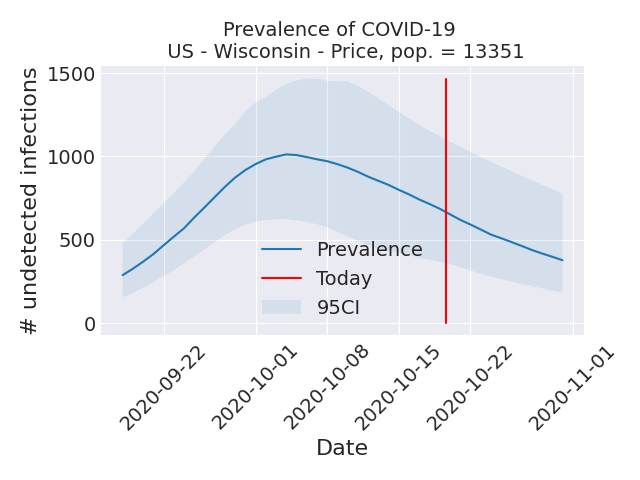 Prevalence of COVID-19
US - Wisconsin - Price, pop. = 13351
# undetected infections
1500
1000
500
0
Prevalence
Today
95CI
2020-09-22
2020-10-01
2020-10-08
2020-10-15
2020-10-22
2020-11-01
Date